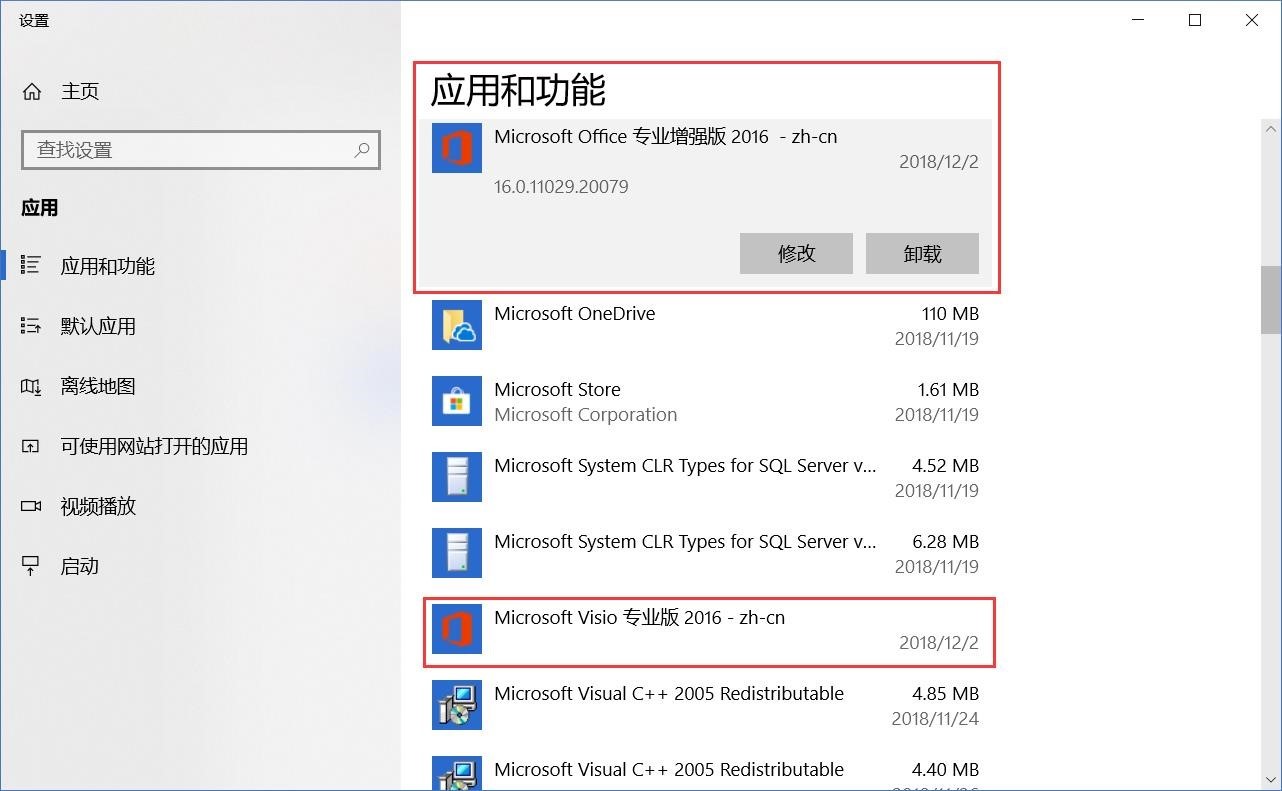 设置
主页
查找设置
应用
应用和功能
默认应用
离线地图
可使用网站打开的应用
视频播放
启动
应用和功能
Microsoft Office 专业增强版 2016 - zh-cn
2018/12/2
16.0.11029.20079
修改 卸载
Microsoft OneDrive 110 MB
2018/11/19
Microsoft Store 1.61 MB
Microsoft Corporation 2018/11/19
Microsoft System CLR Types for SQL Server v... 4.52 MB
2018/11/19
Microsoft System CLR Types for SQL Server v... 6.28 MB
2018/11/19
Microsoft Visio 专业版 2016 - zh-cn
2018/12/2
Microsoft Visual C++ 2005 Redistributable 4.85 MB
2018/11/24
Microsoft Visual C++ 2005 Redistributable 4.40 MB